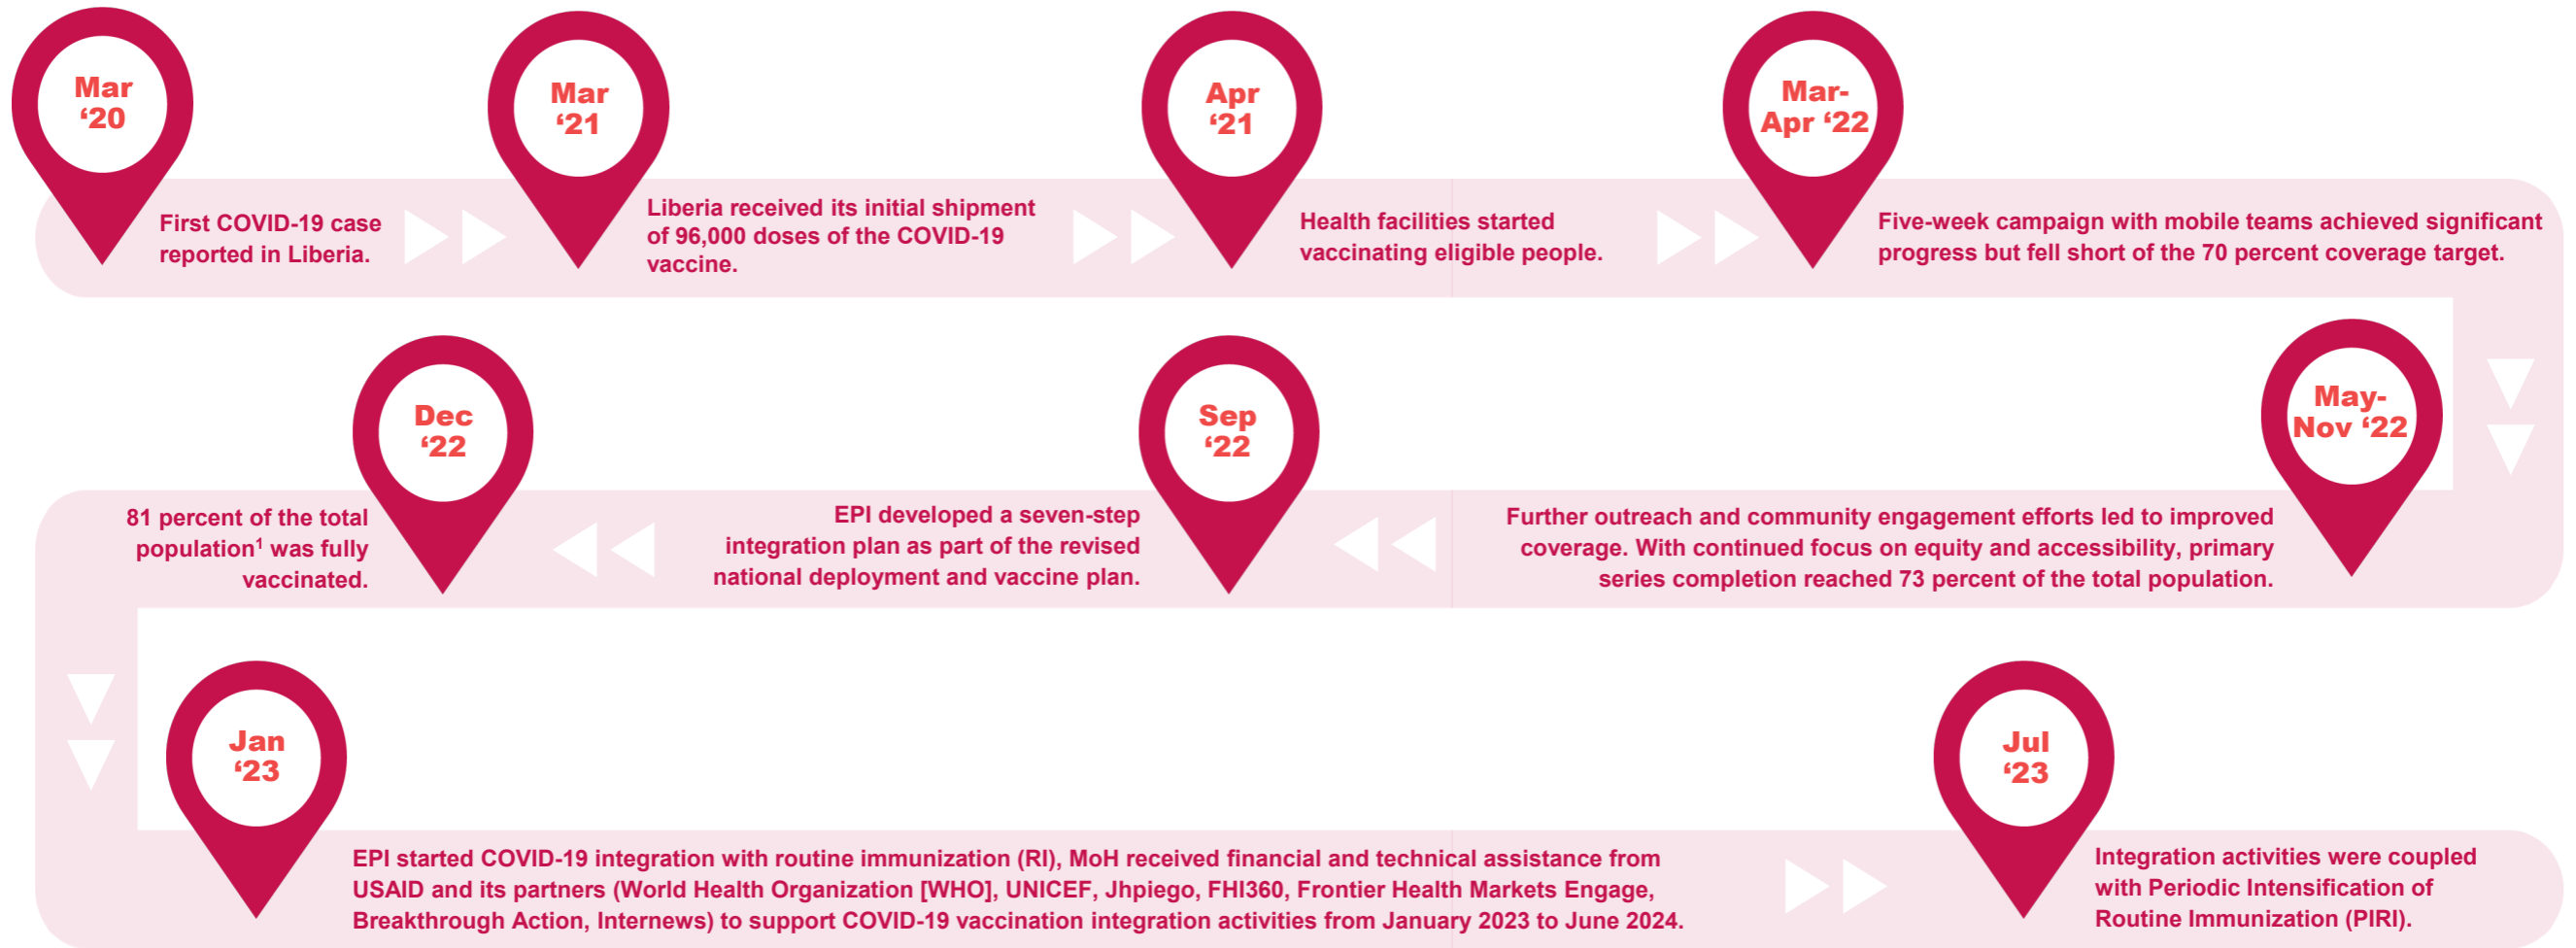 Mar
‘20
First COVID-19 case
reported in Liberia.
Mar
‘21
Liberia received its initial shipment
of 96,000 doses of the COVID-19
vaccine.
Apr
‘21
Health facilities started
vaccinating eligible people.
Mar-
Apr ‘22
Five-week campaign with mobile teams achieved significant
progress but fell short of the 70 percent coverage target.
May-
Nov ‘22
Further outreach and community engagement efforts led to improved
coverage. With continued focus on equity and accessibility, primary
series completion reached 73 percent of the total population.
Sep
‘22
EPI developed a seven-step
integration plan as part of the revised
national deployment and vaccine plan.
Dec
‘22
81 percent of the total
population¹ was fully
vaccinated.
Jan
‘23
EPI started COVID-19 integration with routine immunization (RI), MoH received financial and technical assistance from
USAID and its partners (World Health Organization [WHO], UNICEF, Jhpiego, FHI360, Frontier Health Markets Engage,
Breakthrough Action, Internews) to support COVID-19 vaccination integration activities from January 2023 to June 2024.
Jul
‘23
Integration activities were coupled
with Periodic Intensification of
Routine Immunization (PIRI).